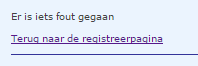 Er is iets fout gegaan
Terug naar de registreerpagina